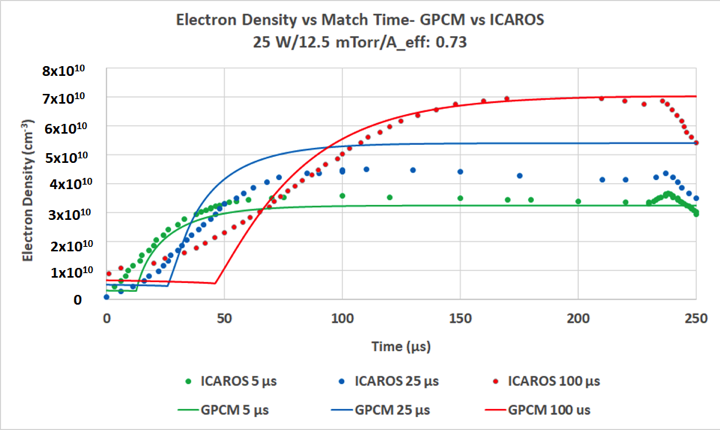 Electron Density vs Match Time- GPCM vs ICAROS
25 W/12.5 mTorr/A_eff: 0.73
8x10¹⁰
7x10¹⁰
6x10¹⁰
5x10¹⁰
4x10¹⁰
3x10¹⁰
2x10¹⁰
1x10¹⁰
0
Electron Density (cm⁻³)
0 50 100 150 200 250
Time (µs)
ICAROS 5 µs ICAROS 25 µs ICAROS 100 µs
GPCM 5 µs GPCM 25 µs GPCM 100 us